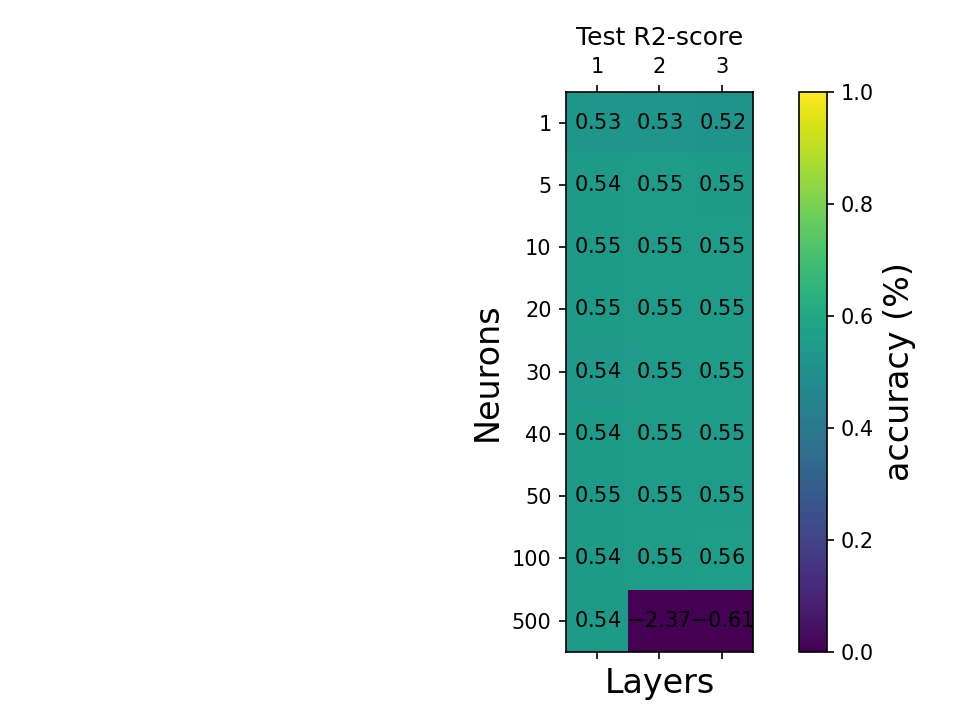 Test R2-score
1 2 3
1 0.53 0.53 0.52
5 0.54 0.55 0.55
10 0.55 0.55 0.55
20 0.55 0.55 0.55
30 0.54 0.55 0.55
40 0.54 0.55 0.55
50 0.55 0.55 0.55
100 0.54 0.55 0.56
500 0.54 −2.37 −0.61
Neurons
Layers
1.0
0.8
0.6
0.4
0.2
0.0
accuracy (%)